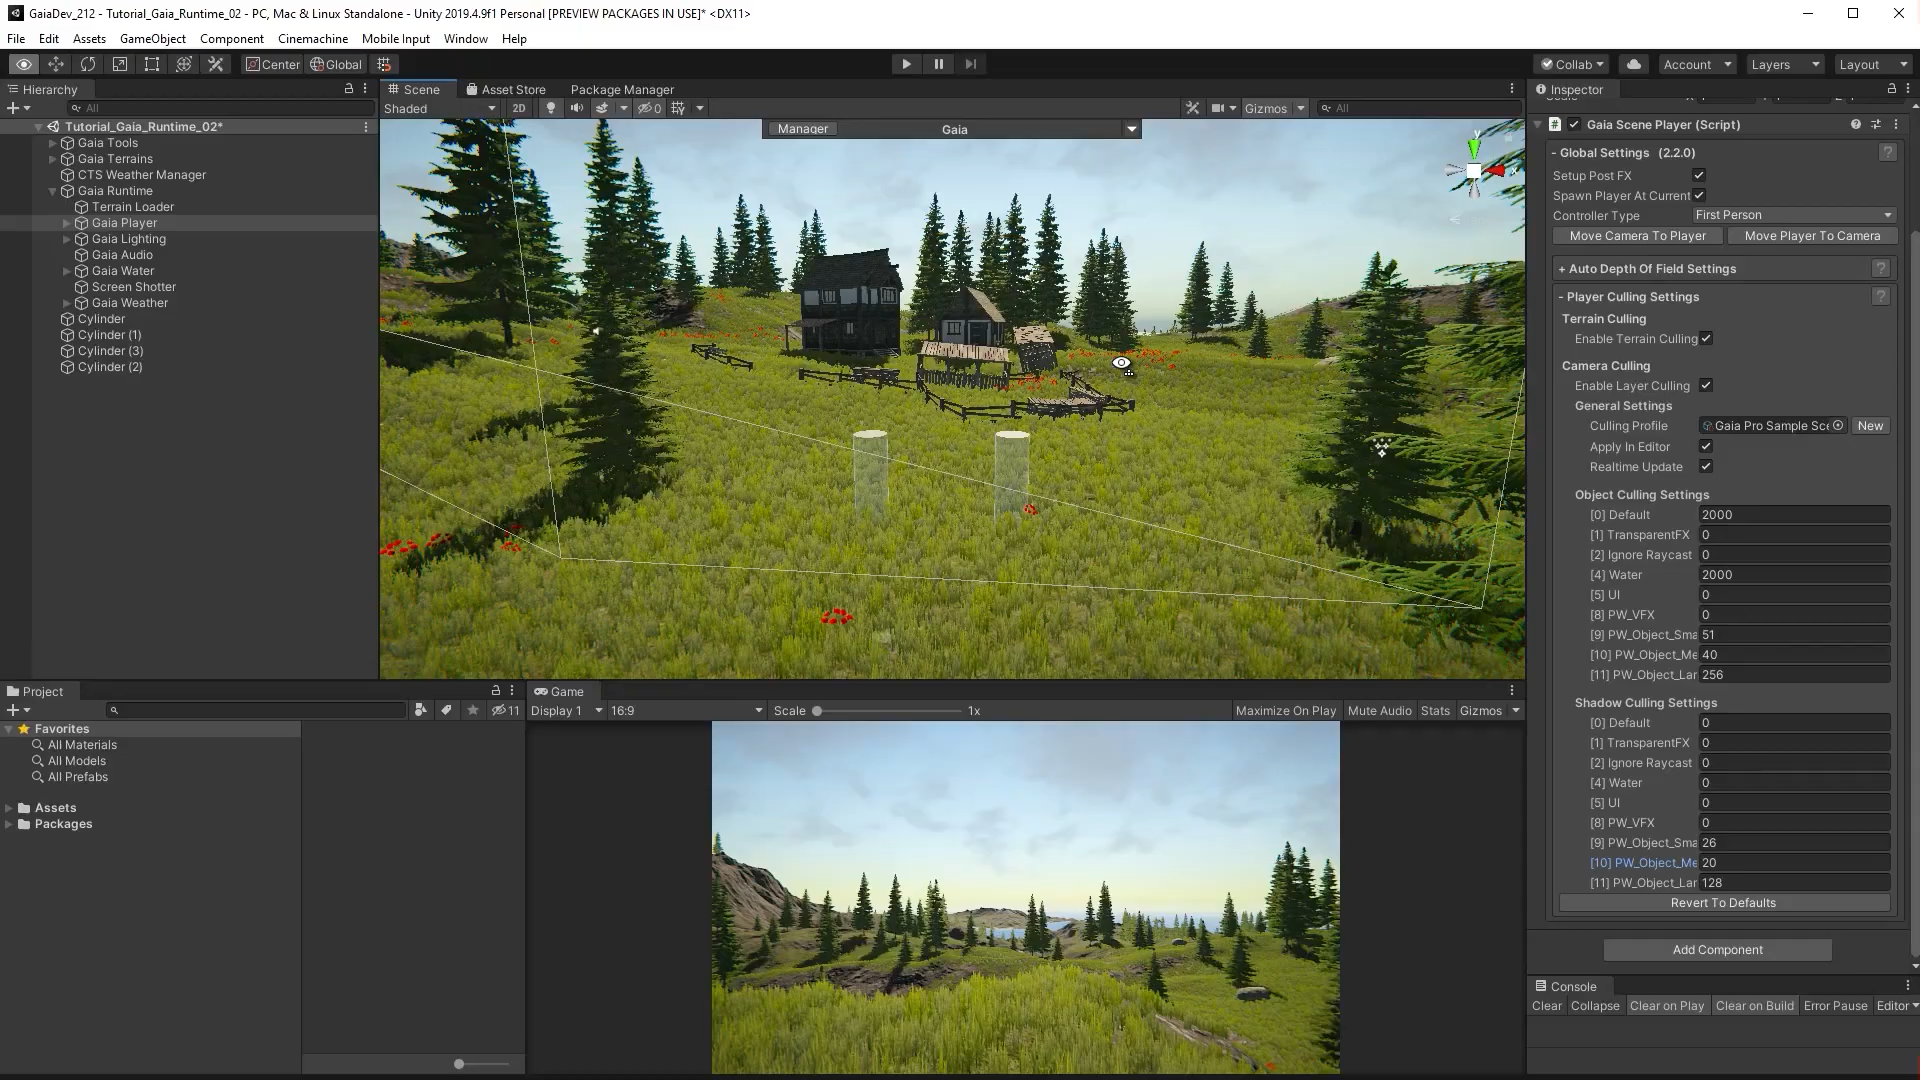 GaiaDev_212 - Tutorial_Gaia_Runtime_02 - PC, Mac & Linux Standalone - Unity 2019.4.9f1 Personal [PREVIEW PACKAGES IN USE]* <DX11>
File Edit Assets GameObject Component Cinemachine Mobile Input Window Help
Center Global Collab Account Layers Layout
Hierarchy
All
Tutorial_Gaia_Runtime_02*
Gaia Tools
Gaia Terrains
CTS Weather Manager
Gaia Runtime
Terrain Loader
Gaia Player
Gaia Lighting
Gaia Audio
Gaia Water
Screen Shotter
Gaia Weather
Cylinder
Cylinder (1)
Cylinder (3)
Cylinder (2)
Scene Asset Store Package Manager
Shaded 2D 0 Gizmos All
Manager Gaia
y
x
Inspector
Gaia Scene Player (Script)
- Global Settings (2.2.0) ?
Setup Post FX
Spawn Player At Current
Controller Type First Person
Move Camera To Player Move Player To Camera
+ Auto Depth Of Field Settings ?
- Player Culling Settings ?
Terrain Culling
Enable Terrain Culling
Camera Culling
Enable Layer Culling
General Settings
Culling Profile Gaia Pro Sample Sce New
Apply In Editor
Realtime Update
Object Culling Settings
[0] Default 2000
[1] TransparentFX 0
[2] Ignore Raycast 0
[4] Water 2000
[5] UI 0
[8] PW_VFX 0
[9] PW_Object_Sma 51
[10] PW_Object_Me 40
[11] PW_Object_Lar 256
Shadow Culling Settings
[0] Default 0
[1] TransparentFX 0
[2] Ignore Raycast 0
[4] Water 0
[5] UI 0
[8] PW_VFX 0
[9] PW_Object_Sma 26
[10] PW_Object_Me 20
[11] PW_Object_Lar 128
Revert To Defaults
Add Component
Project
11
Favorites
All Materials
All Models
All Prefabs
Assets
Packages
Game
Display 1 16:9 Scale 1x Maximize On Play Mute Audio Stats Gizmos
Console
Clear Collapse Clear on Play Clear on Build Error Pause Editor